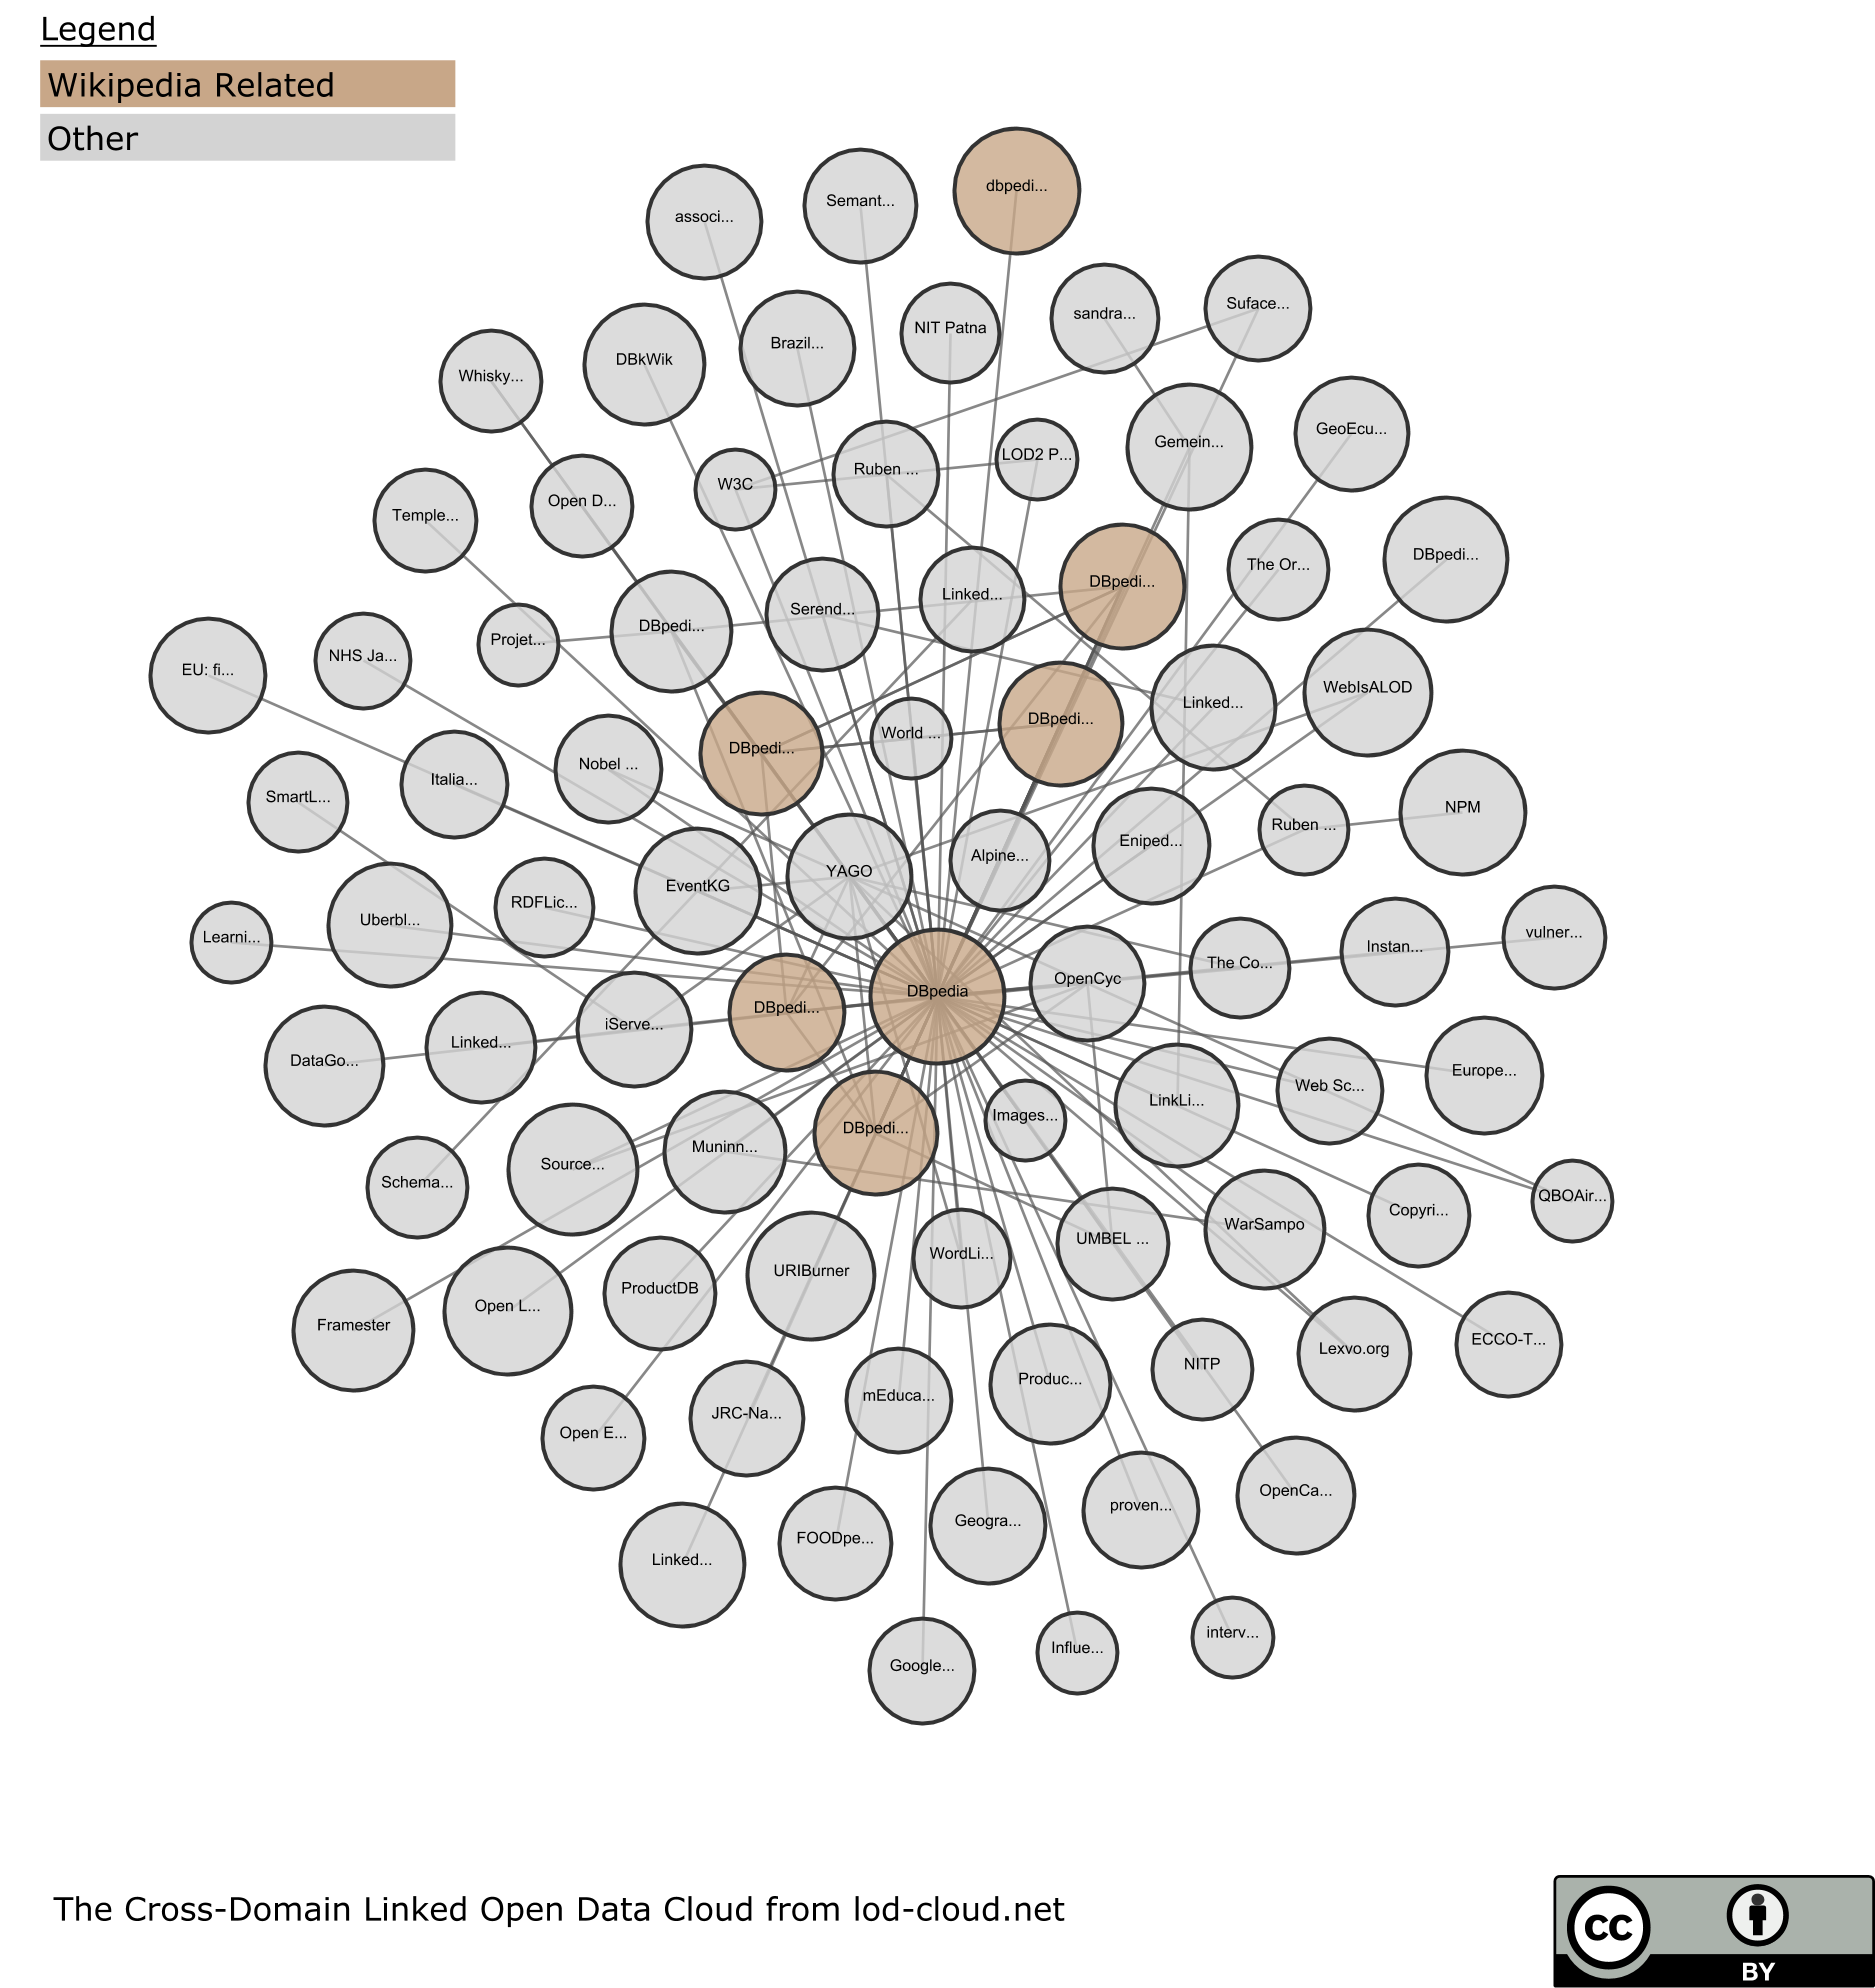 Legend
Wikipedia Related
Other
dbpedi...
Semant...
associ...
Suface...
sandra...
NIT Patna
Brazil...
DBkWik
Whisky...
GeoEcu...
Gemein...
LOD2 P...
Ruben ...
W3C
Open D...
Temple...
DBpedi...
The Or...
DBpedi...
Linked...
Serend...
DBpedi...
Projet...
NHS Ja...
EU: fi...
WebIsALOD
Linked...
DBpedi...
World ...
DBpedi...
Nobel ...
Italia...
SmartL...
NPM
Ruben ...
Eniped...
Alpine...
YAGO
EventKG
RDFLic...
Uberbl...
Learni...
vulner...
Instan...
The Co...
OpenCyc
DBpedia
DBpedi...
iServe...
Linked...
DataGo...
Europe...
Web Sc...
LinkLi...
Images...
DBpedi...
Muninn...
Source...
Schema...
QBOAir...
Copyri...
WarSampo
UMBEL ...
WordLi...
URIBurner
ProductDB
Open L...
Framester
ECCO-T...
Lexvo.org
NITP
Produc...
mEduca...
JRC-Na...
Open E...
OpenCa...
proven...
Geogra...
FOODpe...
Linked...
interv...
Influe...
Google...
The Cross-Domain Linked Open Data Cloud from lod-cloud.net
cc
BY